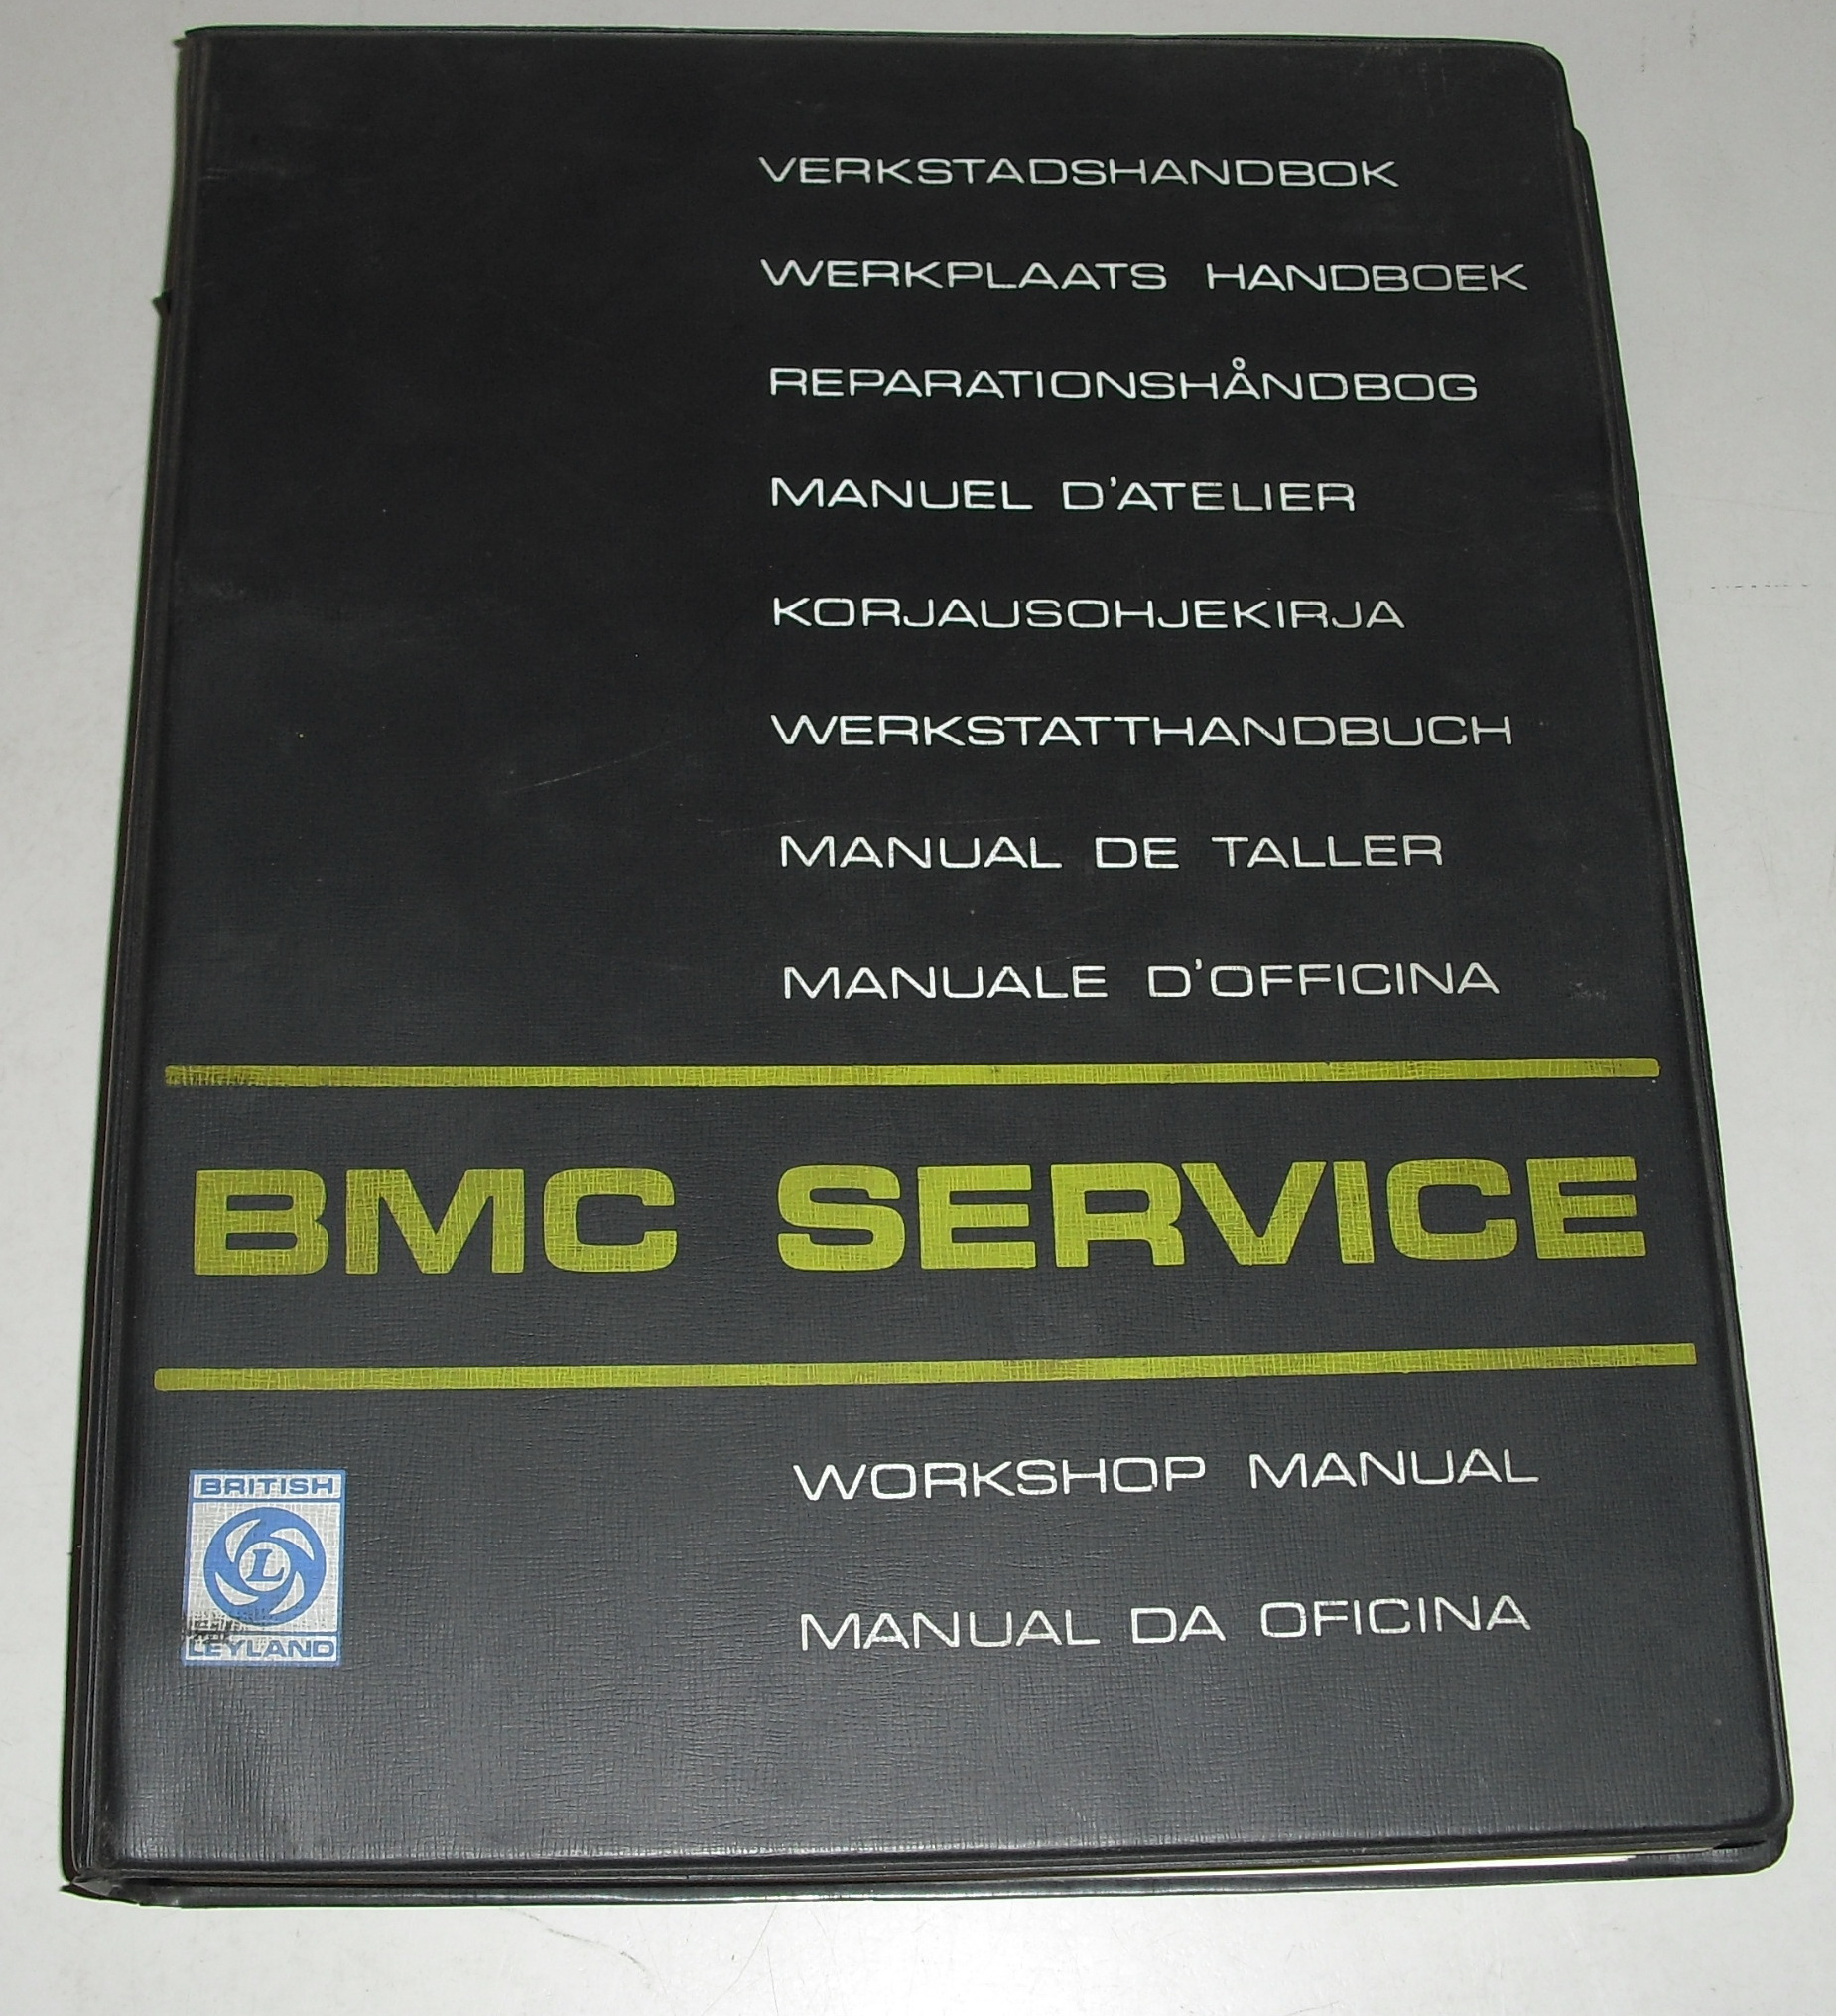 VERKSTADSHANDBOK
WERKPLAATS HANDBOEK
REPARATIONSHÅNDBOG
MANUEL D'ATELIER
KORJAUSOHJEKIRJA
WERKSTATTHANDBUCH
MANUAL DE TALLER
MANUALE D'OFFICINA
BMC SERVICE
WORKSHOP MANUAL
MANUAL DA OFICINA
BRITISH
L
LEYLAND